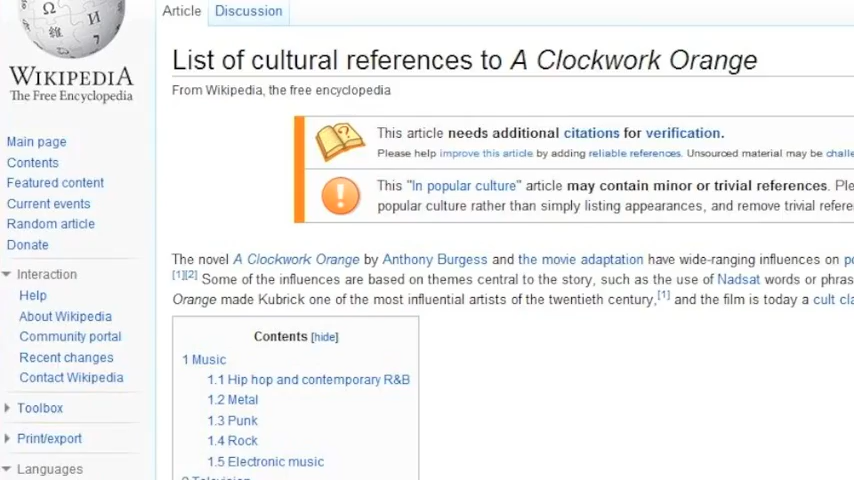 Article Discussion
WIKIPEDIA
The Free Encyclopedia
Main page
Contents
Featured content
Current events
Random article
Donate
Interaction
Help
About Wikipedia
Community portal
Recent changes
Contact Wikipedia
Toolbox
Print/export
Languages
List of cultural references to A Clockwork Orange
From Wikipedia, the free encyclopedia
This article needs additional citations for verification.
Please help improve this article by adding reliable references. Unsourced material may be
This "In popular culture" article may contain minor or trivial references.
popular culture rather than simply listing appearances, and remove trivial
The novel A Clockwork Orange by Anthony Burgess and the movie adaptation have wide-ranging influences on
[1][2] Some of the influences are based on themes central to the story, such as the use of Nadsat words or
Orange made Kubrick one of the most influential artists of the twentieth century,[1] and the film is today a cult
Contents [hide]
1 Music
1.1 Hip hop and contemporary R&B
1.2 Metal
1.3 Punk
1.4 Rock
1.5 Electronic music